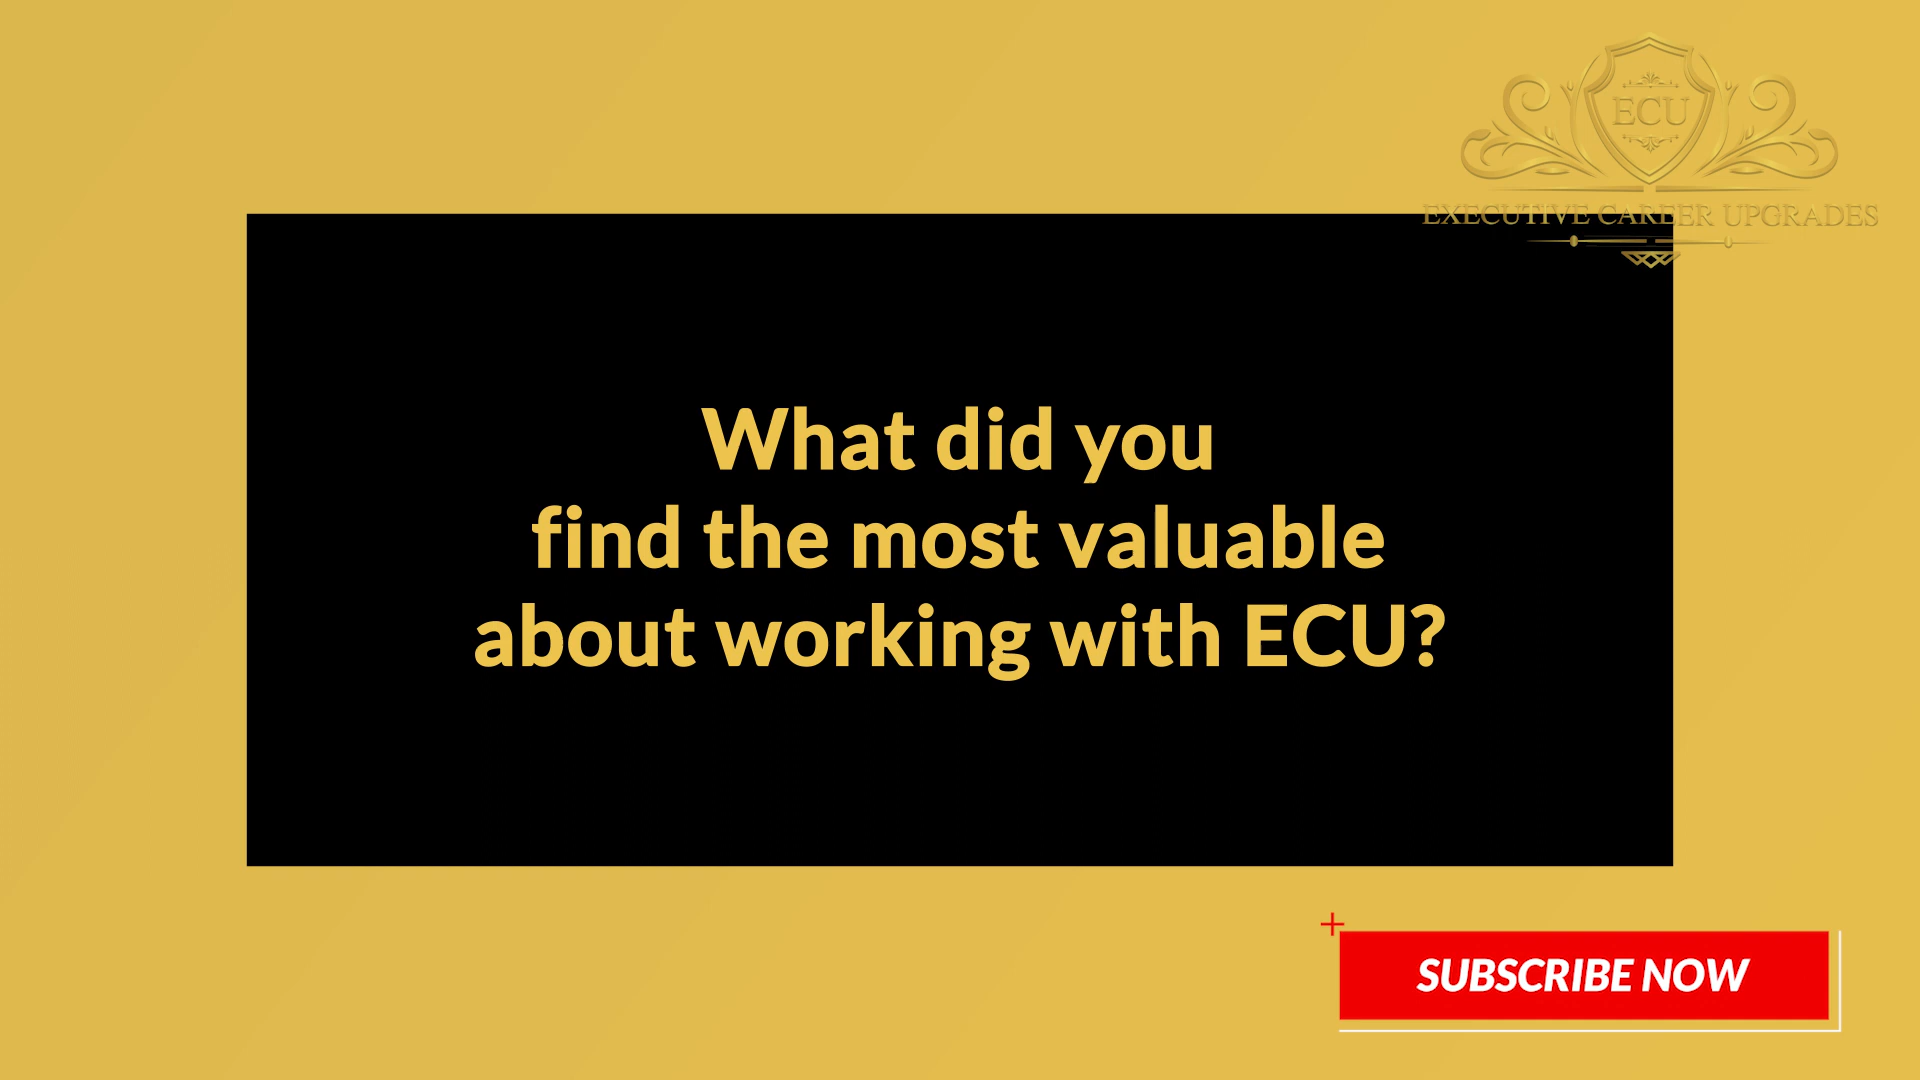 ECU
EXECUTIVE CAREER UPGRADES
What did you
find the most valuable
about working with ECU?
SUBSCRIBE NOW